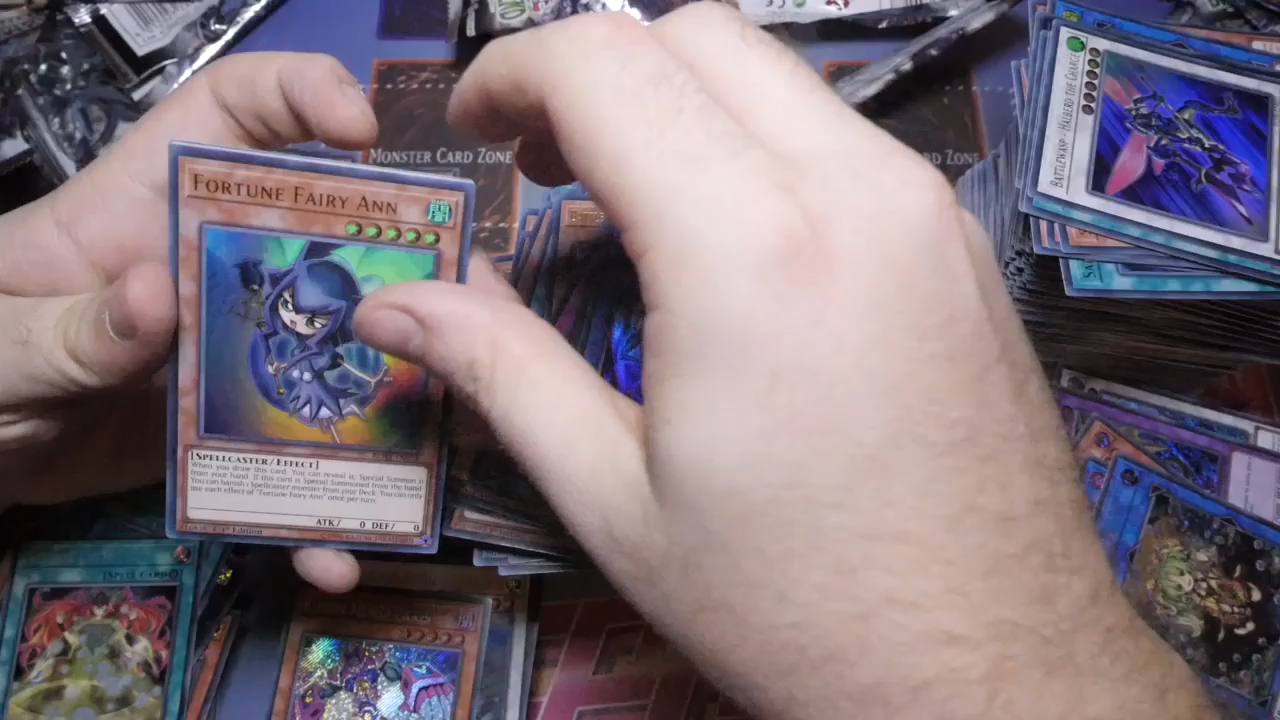 FORTUNE FAIRY ANN
[SPELLCASTER/EFFECT]
When you draw this card: You can reveal it; Special Summon it
from your hand. If this card is Special Summoned from the hand:
You can banish 1 Spellcaster monster from your Deck. You can only
use each effect of "Fortune Fairy Ann" once per turn.
ATK/ 0 DEF/ 0
1st Edition
MONSTER CARD ZONE
D ZONE
BATTLEWASP - HALBERD THE CHARGE
[SPELL CARD